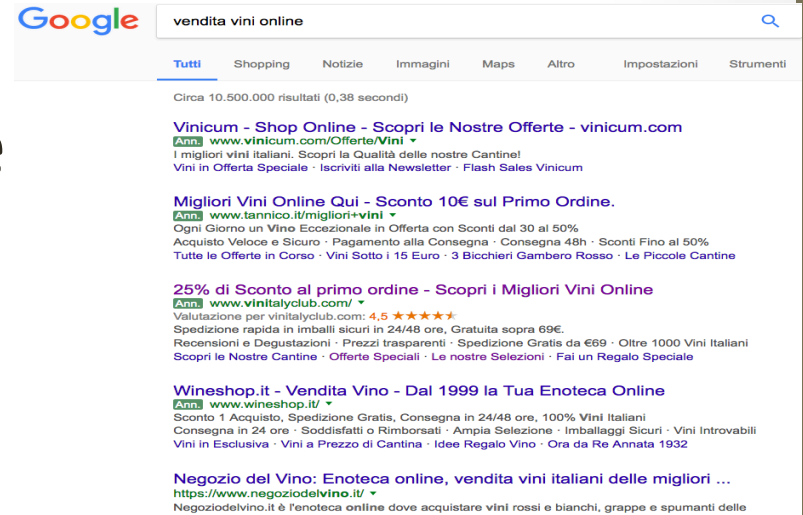 Google
vendita vini online
Tutti Shopping Notizie Immagini Maps Altro Impostazioni Strumenti
Circa 10.500.000 risultati (0,38 secondi)
Vinicum - Shop Online - Scopri le Nostre Offerte - vinicum.com
Ann. www.vinicum.com/Offerte/Vini
I migliori vini italiani. Scopri la Qualità delle nostre Cantine!
Vini in Offerta Speciale · Iscriviti alla Newsletter · Flash Sales Vinicum
Migliori Vini Online Qui - Sconto 10€ sul Primo Ordine.
Ann. www.tannico.it/migliori+vini
Ogni Giorno un Vino Eccezionale in Offerta con Sconti dal 30 al 50%
Acquisto Veloce e Sicuro · Pagamento alla Consegna · Consegna 48h · Sconti Fino al 50%
Tutte le Offerte in Corso · Vini Sotto i 15 Euro · 3 Bicchieri Gambero Rosso · Le Piccole Cantine
25% di Sconto al primo ordine - Scopri i Migliori Vini Online
Ann. www.vinitalyclub.com/
Valutazione per vinitalyclub.com: 4,5 ★★★★★
Spedizione rapida in imballi sicuri in 24/48 ore, Gratuita sopra 69€.
Recensioni e Degustazioni · Prezzi trasparenti · Spedizione Gratis da €69 · Oltre 1000 Vini Italiani
Scopri le Nostre Cantine · Offerte Speciali · Le nostre Selezioni · Fai un Regalo Speciale
Wineshop.it - Vendita Vino - Dal 1999 la Tua Enoteca Online
Ann. www.wineshop.it/
Sconto 1 Acquisto, Spedizione Gratis, Consegna in 24/48 ore, 100% Vini Italiani
Consegna in 24 ore · Soddisfatti o Rimborsati · Ampia Selezione · Imballaggi Sicuri · Vini Introvabili
Vini in Esclusiva · Vini a Prezzo di Cantina · Idee Regalo Vino · Ora da Re Annata 1932
Negozio del Vino: Enoteca online, vendita vini italiani delle migliori ...
https://www.negoziodelvino.it/
Negoziodelvino.it è l'enoteca online dove acquistare vini rossi e bianchi, grappe e spumanti delle